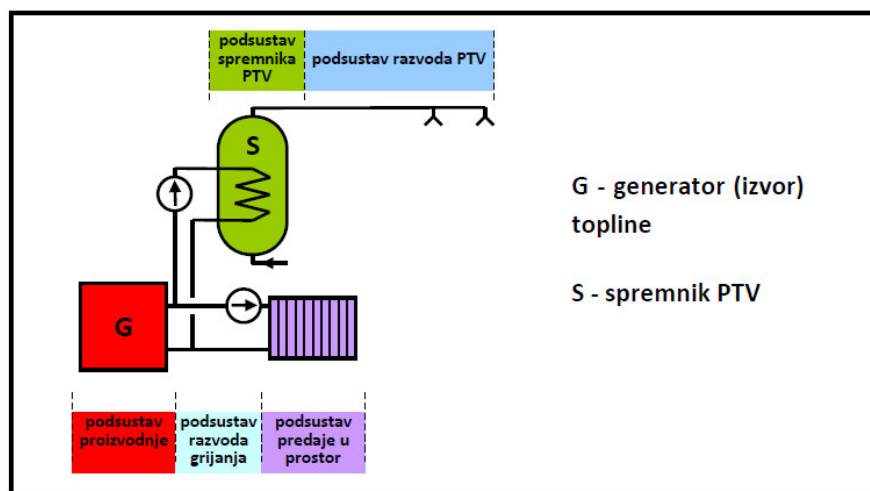 podsustav
spremnika
PTV
podsustav razvoda PTV
S
G - generator (izvor)
topline
S - spremnik PTV
G
podsustav
proizvodnje
podsustav
razvoda
grijanja
podsustav
predaje u
prostor